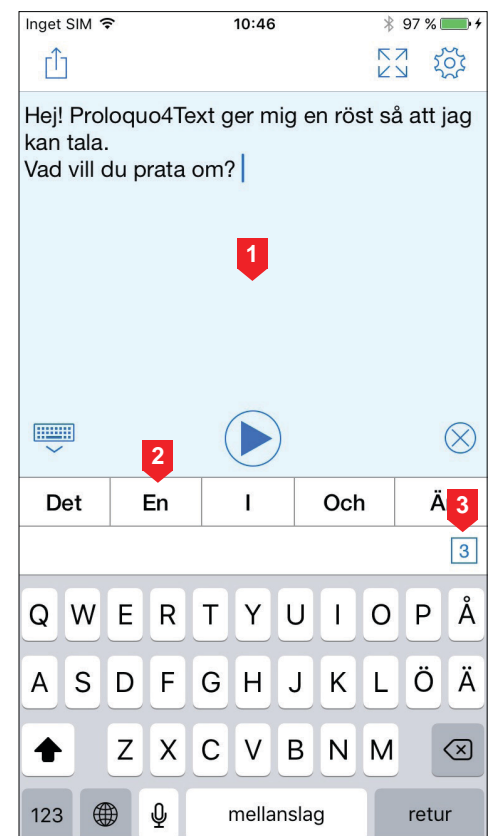 Inget SIM 10:46 97 %
Hej! Proloquo4Text ger mig en röst så att jag
kan tala.
Vad vill du prata om?
1
2
Det En I Och Ä
3
3
Q W E R T Y U I O P Å
A S D F G H J K L Ö Ä
Z X C V B N M
123 mellanslag retur